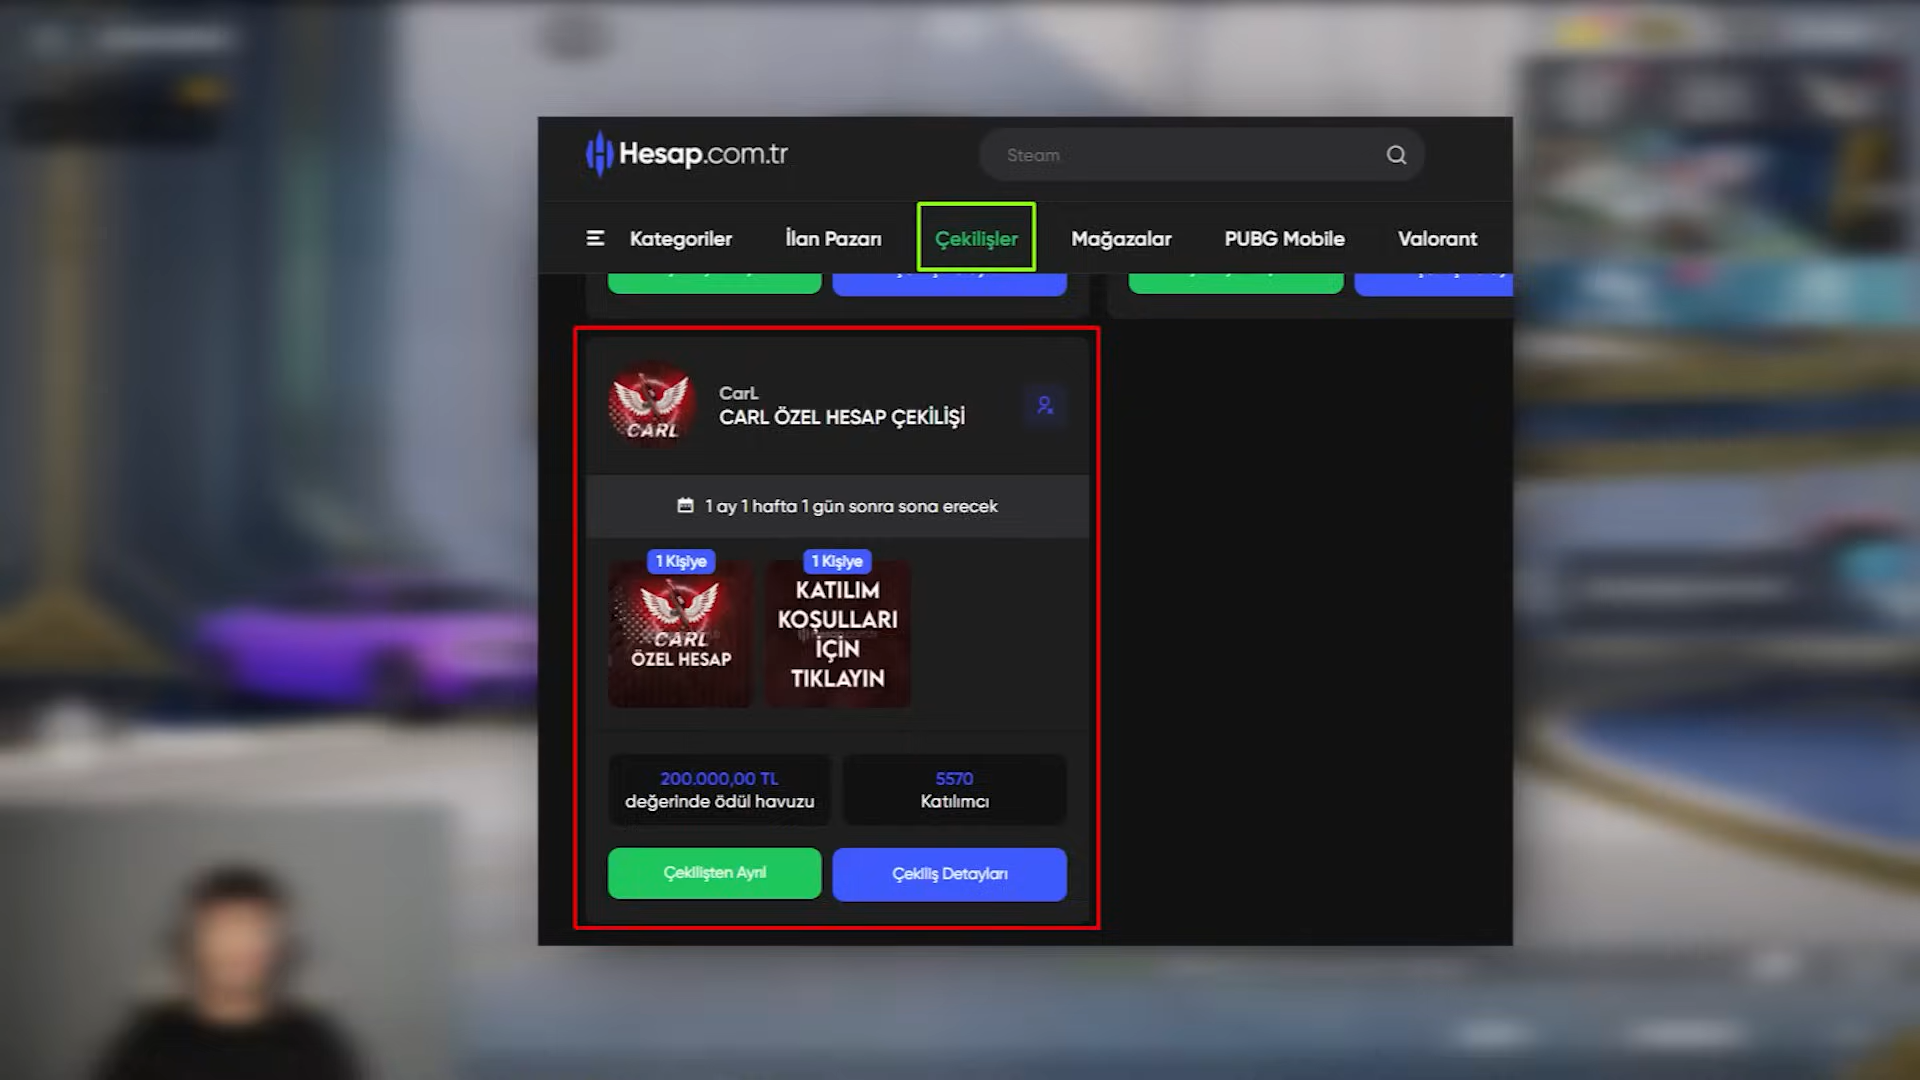 Hesap.com.tr
Steam
Kategoriler
İlan Pazarı
Çekilişler
Mağazalar
PUBG Mobile
Valorant
CARL
CarL
CARL ÖZEL HESAP ÇEKİLİŞİ
1 ay 1 hafta 1 gün sonra sona erecek
1 Kişiye
CARL
ÖZEL HESAP
1 Kişiye
KATILIM
KOŞULLARI
İÇİN
TIKLAYIN
200.000,00 TL
değerinde ödül havuzu
5570
Katılımcı
Çekilişten Ayrıl
Çekiliş Detayları